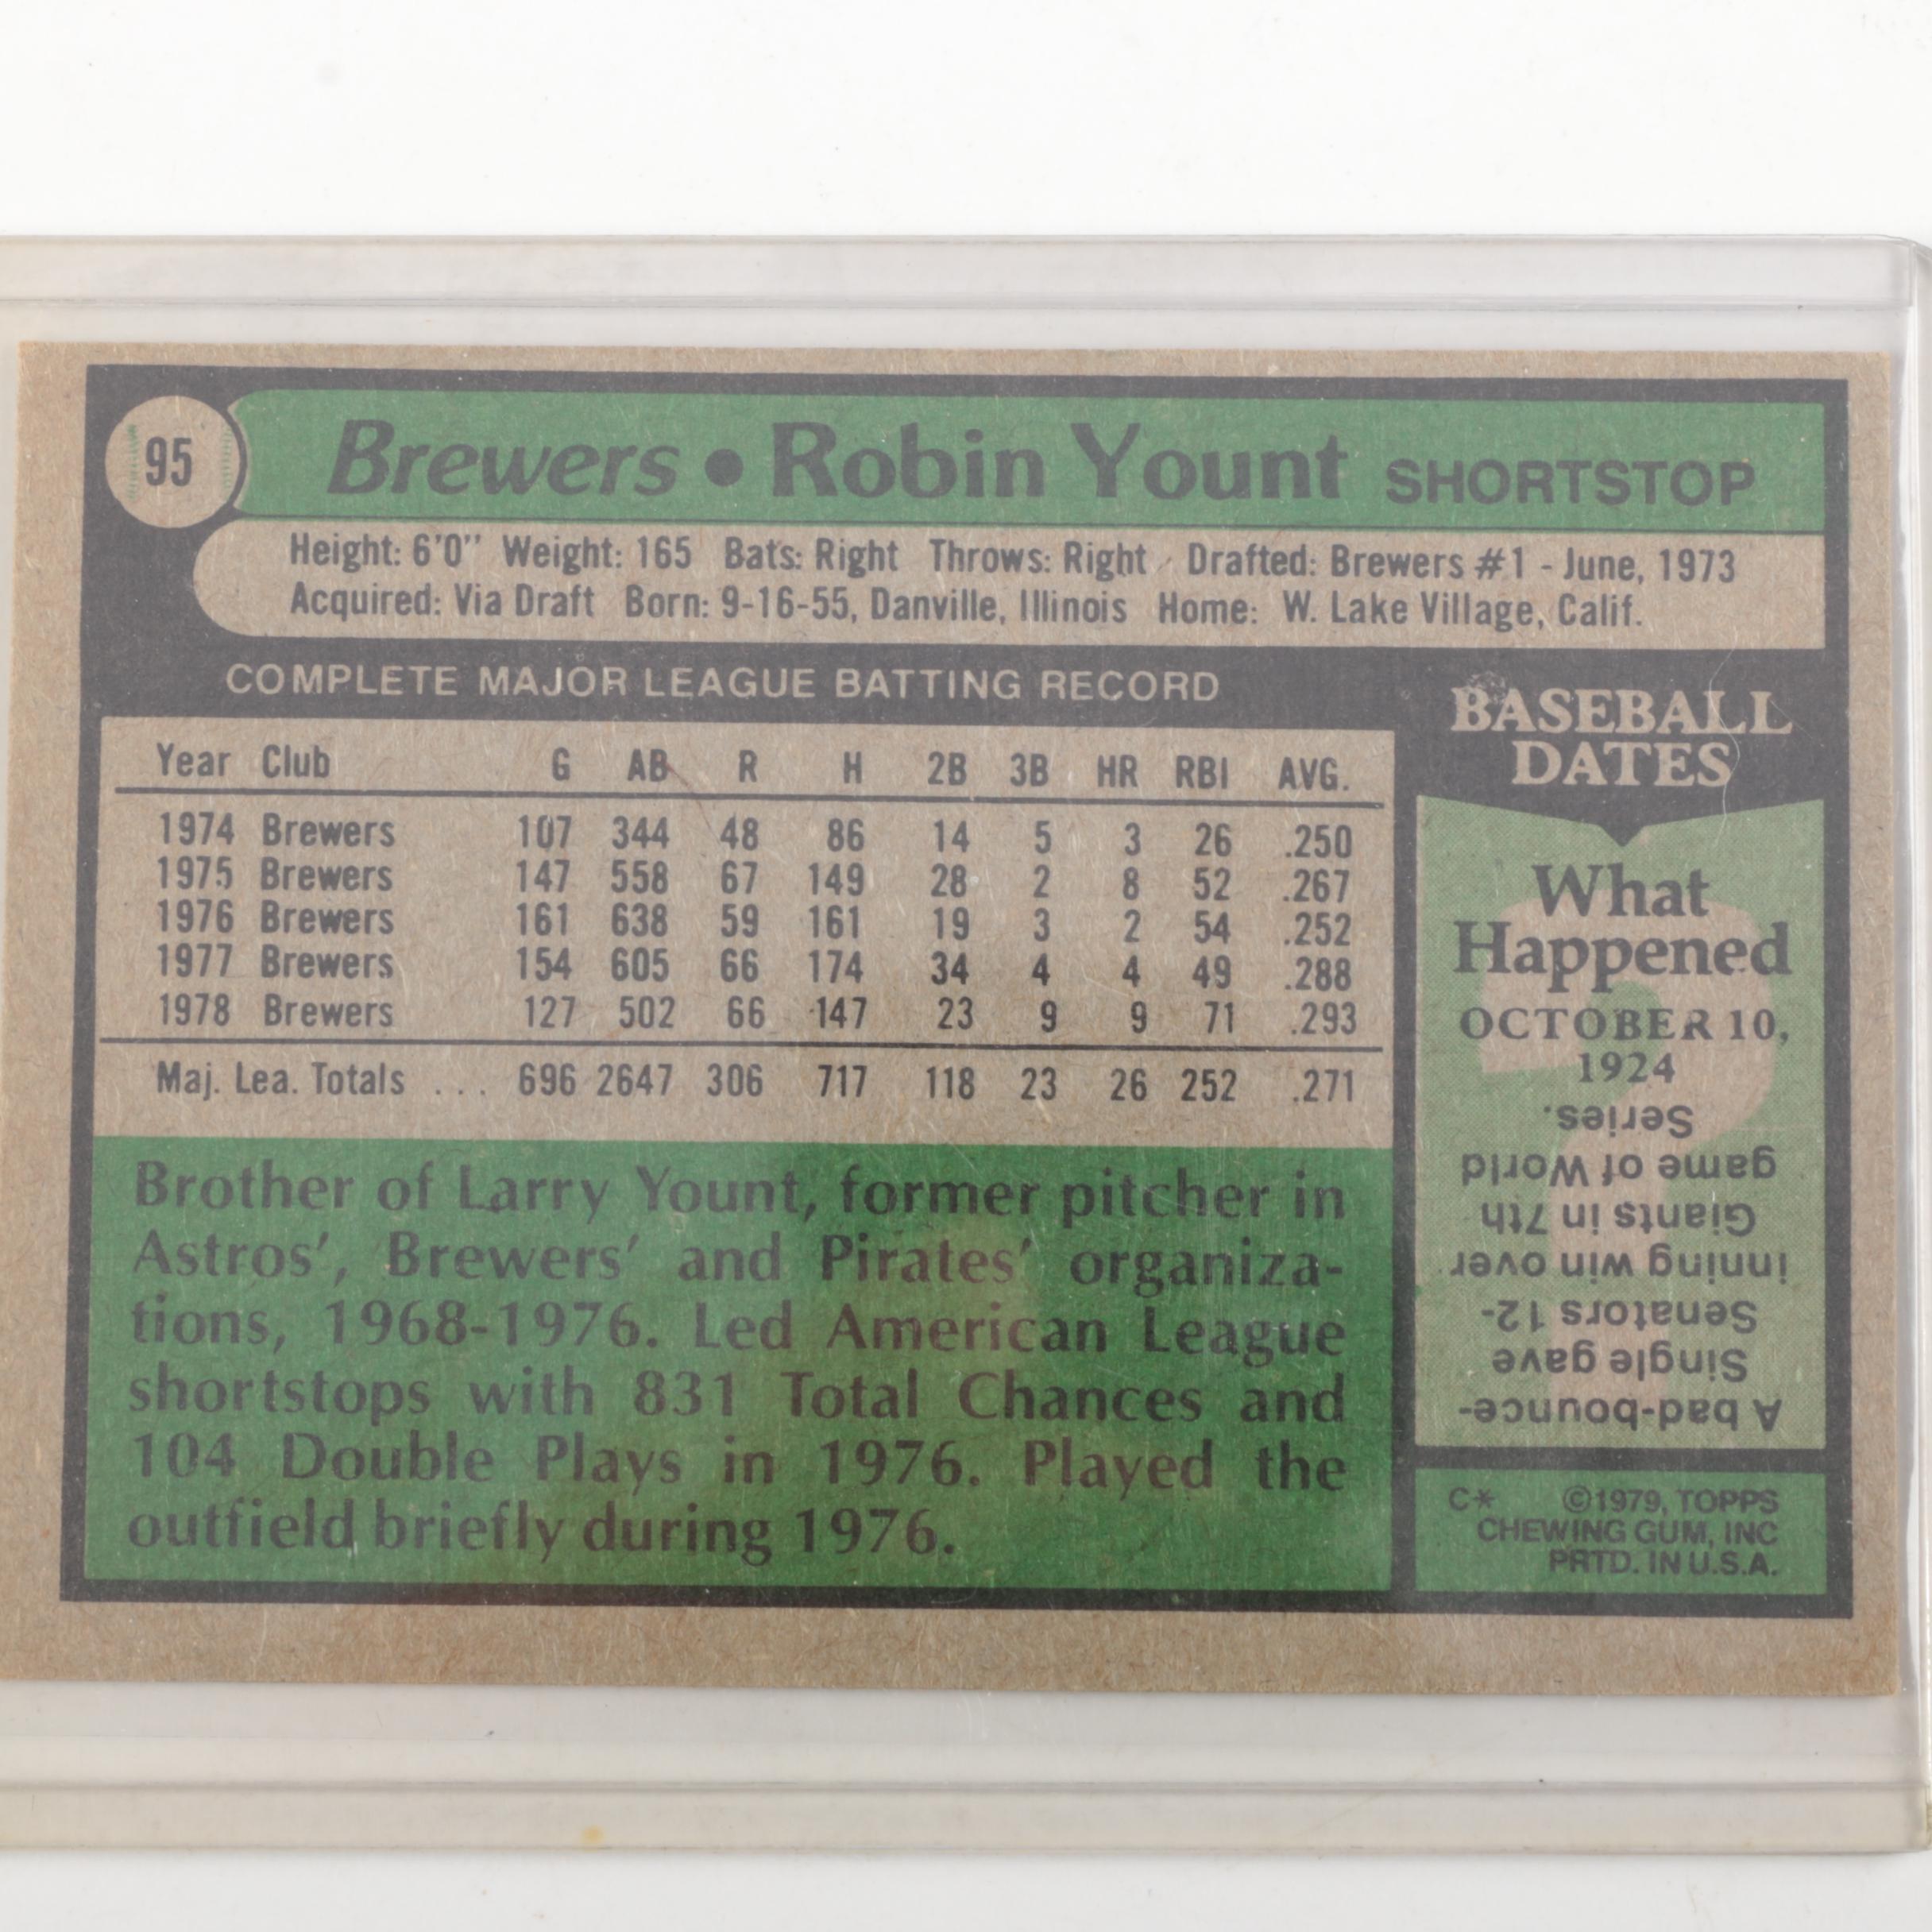 95
Brewers • Robin Yount SHORTSTOP
Height: 6'0" Weight: 165 Bats: Right Throws: Right Drafted: Brewers #1 - June, 1973
Acquired: Via Draft Born: 9-16-55, Danville, Illinois Home: W. Lake Village, Calif.
COMPLETE MAJOR LEAGUE BATTING RECORD
Year Club G AB R H 2B 3B HR RBI AVG.
1974 Brewers 107 344 48 86 14 5 3 26 .250
1975 Brewers 147 558 67 149 28 2 8 52 .267
1976 Brewers 161 638 59 161 19 3 2 54 .252
1977 Brewers 154 605 66 174 34 4 4 49 .288
1978 Brewers 127 502 66 147 23 9 9 71 .293
Maj. Lea. Totals ... 696 2647 306 717 118 23 26 252 .271
Brother of Larry Yount, former pitcher in
Astros', Brewers' and Pirates' organiza-
tions, 1968-1976. Led American League
shortstops with 831 Total Chances and
104 Double Plays in 1976. Played the
outfield briefly during 1976.
BASEBALL
DATES
What
Happened
OCTOBER 10,
1924
A bad-bounce-
Single gave
Senators 12-
inning win over
Giants in 7th
game of World
Series.
C* ©1979, TOPPS
CHEWING GUM, INC
PRTD. IN U.S.A.